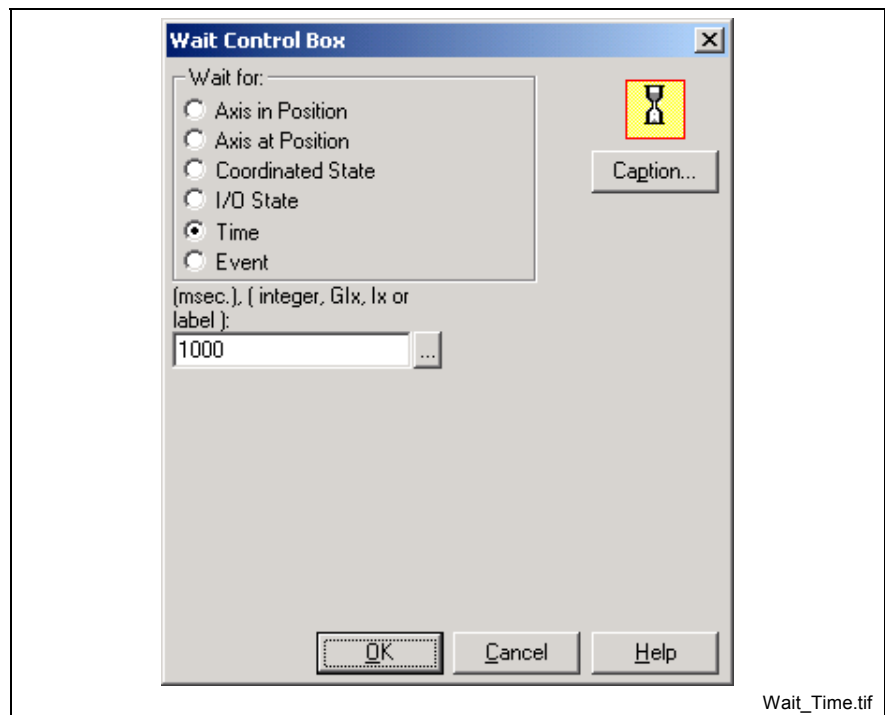 Wait Control Box
Wait for:
Axis in Position
Axis at Position
Coordinated State
I/O State
Time
Event
Caption...
(msec.), ( integer, GIx, Ix or
label ):
1000
...
OK
Cancel
Help
Wait_Time.tif